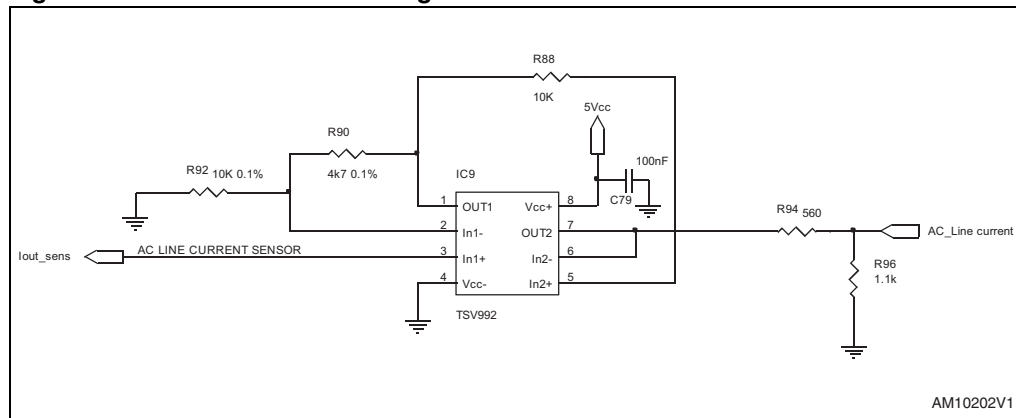 R88
10K
5Vcc
R90
4k7 0.1%
100nF
C79
R92 10K 0.1%
IC9
1 OUT1 Vcc+ 8
2 In1- OUT2 7
3 In1+ In2- 6
4 Vcc- In2+ 5
TSV992
Iout_sens
AC LINE CURRENT SENSOR
R94 560
AC_Line current
R96
1.1k
AM10202V1